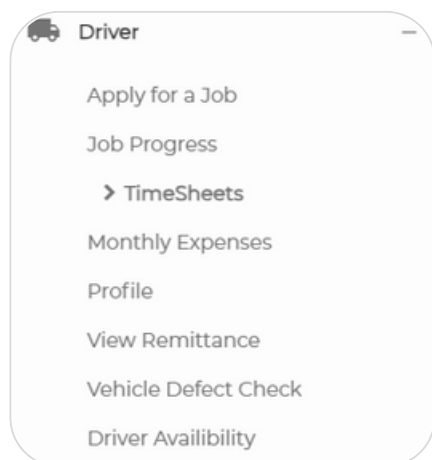 Driver
Apply for a Job
Job Progress
TimeSheets
Monthly Expenses
Profile
View Remittance
Vehicle Defect Check
Driver Availibility